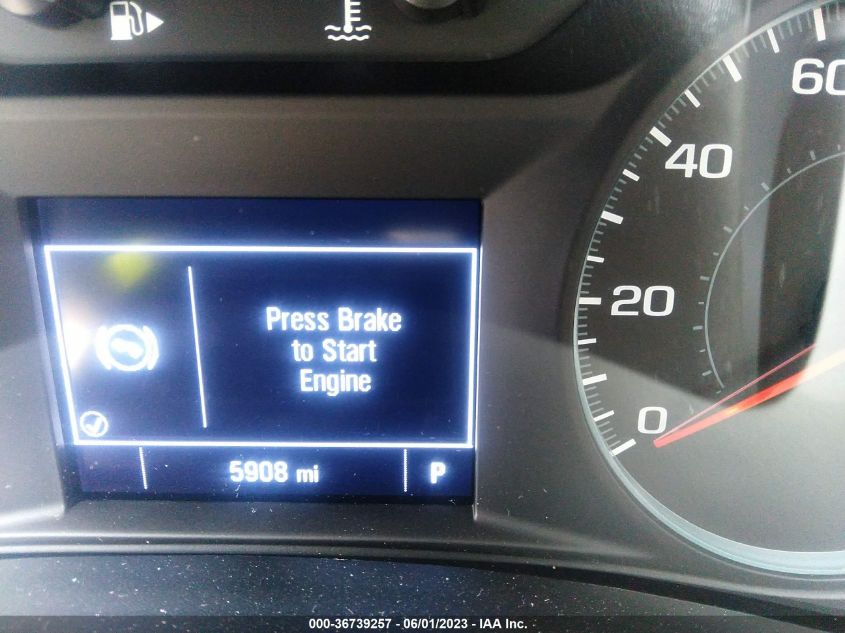 60
40
20
0
Press Brake
to Start
Engine
5908 mi
P
000-36739257 - 06/01/2023 - IAA Inc.